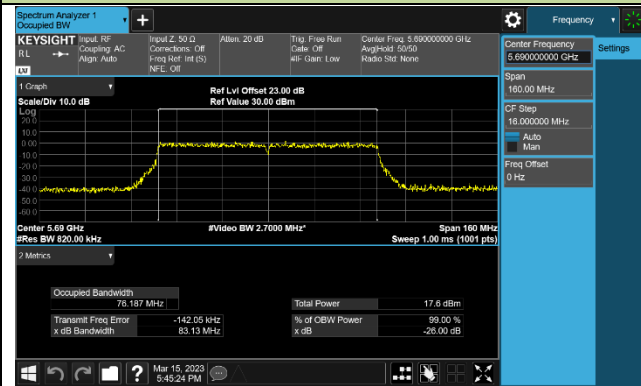 Spectrum Analyzer 1
Occupied BW
Frequency
KEYSIGHT
RL
LXI
Input: RF
Coupling: AC
Align: Auto
Input Z: 50 Ω
Corrections: Off
Freq Ref: Int (S)
NFE: Off
Atten: 20 dB
Trig: Free Run
Gate: Off
#IF Gain: Low
Center Freq: 5.690000000 GHz
Avg|Hold: 50/50
Radio Std: None
Center Frequency
5.690000000 GHz
Settings
Span
160.00 MHz
CF Step
16.000000 MHz
Auto
Man
Freq Offset
0 Hz
1 Graph
Scale/Div 10.0 dB
Ref Lvl Offset 23.00 dB
Ref Value 30.00 dBm
Log
20.0
10.0
0.00
-10.0
-20.0
-30.0
-40.0
-50.0
-60.0
Center 5.69 GHz
#Res BW 820.00 kHz
#Video BW 2.7000 MHz*
Span 160 MHz
Sweep 1.00 ms (1001 pts)
2 Metrics
Occupied Bandwidth
76.187 MHz
Total Power 17.6 dBm
Transmit Freq Error -142.05 kHz
% of OBW Power 99.00 %
x dB Bandwidth 83.13 MHz
x dB -26.00 dB
?
Mar 15, 2023
5:45:24 PM